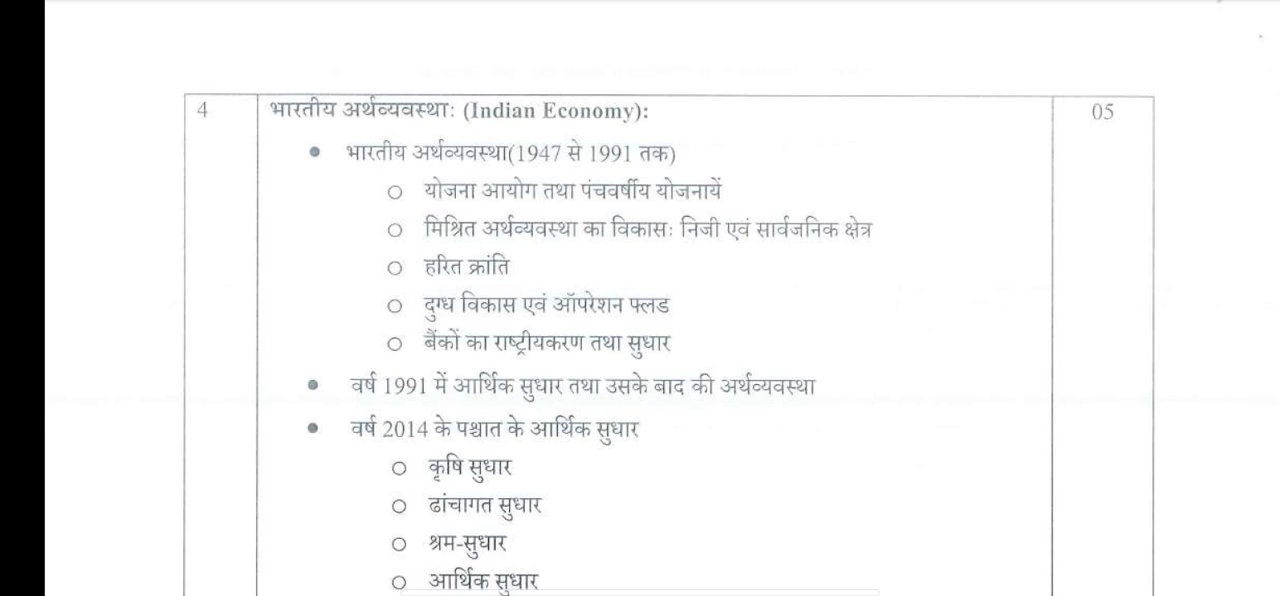 4 भारतीय अर्थव्यवस्था: (Indian Economy): 05
• भारतीय अर्थव्यवस्था(1947 से 1991 तक)
○ योजना आयोग तथा पंचवर्षीय योजनायें
○ मिश्रित अर्थव्यवस्था का विकास: निजी एवं सार्वजनिक क्षेत्र
○ हरित क्रांति
○ दुग्ध विकास एवं ऑपरेशन फ्लड
○ बैंकों का राष्ट्रीयकरण तथा सुधार
• वर्ष 1991 में आर्थिक सुधार तथा उसके बाद की अर्थव्यवस्था
• वर्ष 2014 के पश्चात के आर्थिक सुधार
○ कृषि सुधार
○ ढांचागत सुधार
○ श्रम-सुधार
○ आर्थिक सुधार